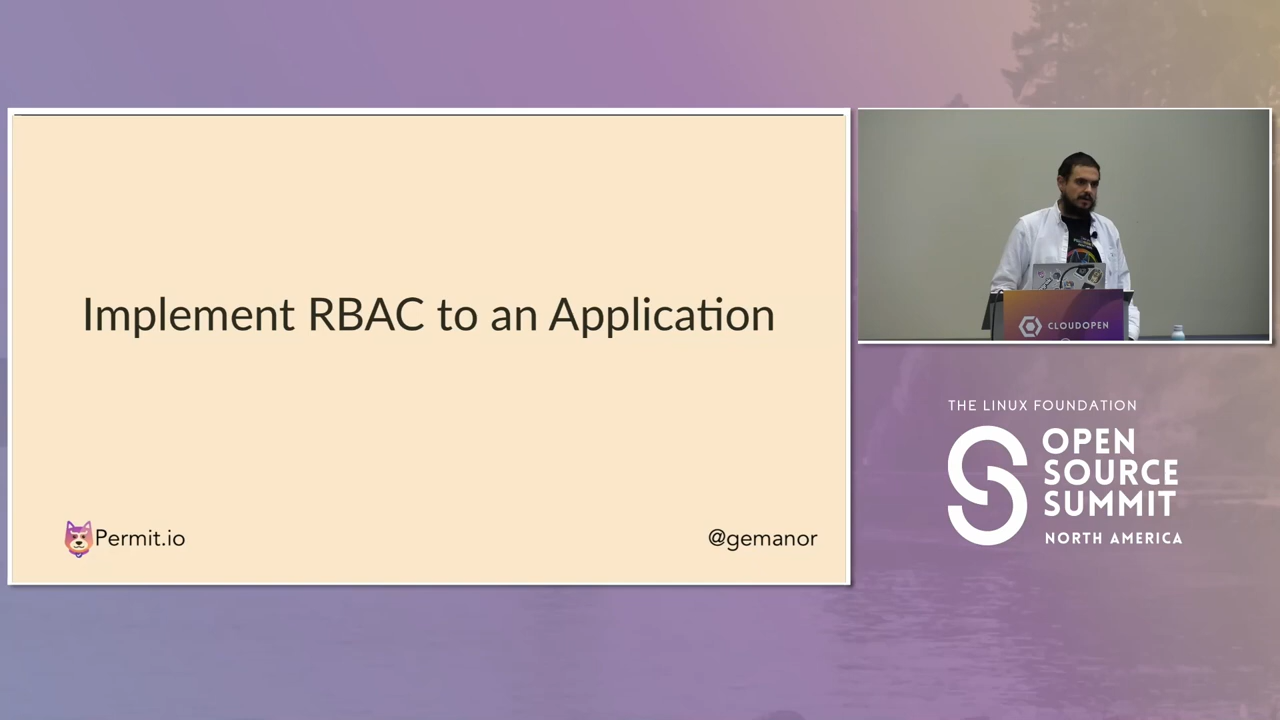 Implement RBAC to an Application
Permit.io
@gemanor
CLOUDOPEN
THE LINUX FOUNDATION
OPEN
SOURCE
SUMMIT
NORTH AMERICA